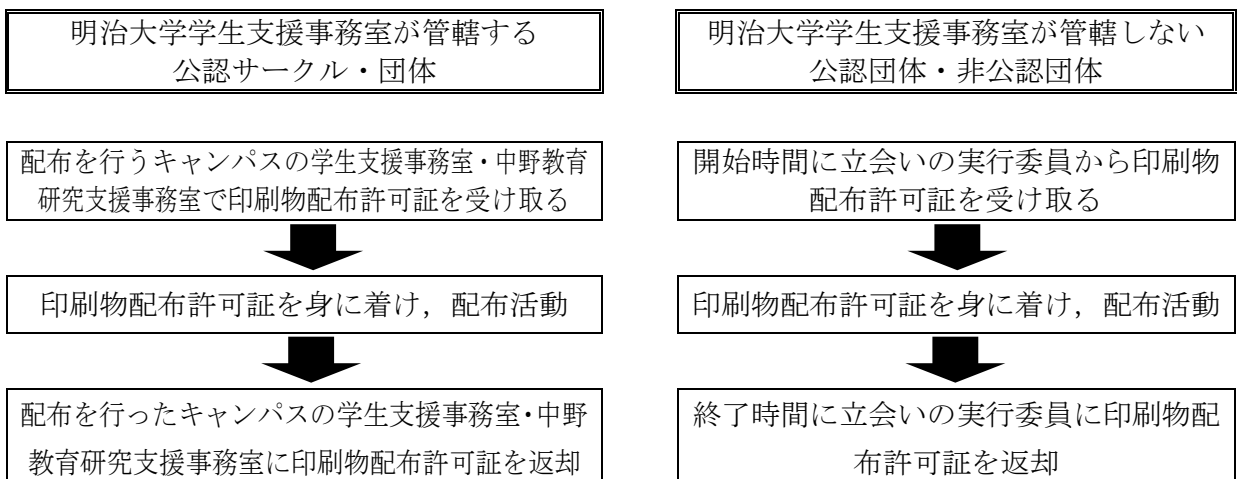 明治大学学生支援事務室が管轄する
公認サークル・団体
配布を行うキャンパスの学生支援事務室・中野教育
研究支援事務室で印刷物配布許可証を受け取る
印刷物配布許可証を身に着け，配布活動
配布を行ったキャンパスの学生支援事務室・中野
教育研究支援事務室に印刷物配布許可証を返却
明治大学学生支援事務室が管轄しない
公認団体・非公認団体
開始時間に立会いの実行委員から印刷物
配布許可証を受け取る
印刷物配布許可証を身に着け，配布活動
終了時間に立会いの実行委員に印刷物配
布許可証を返却